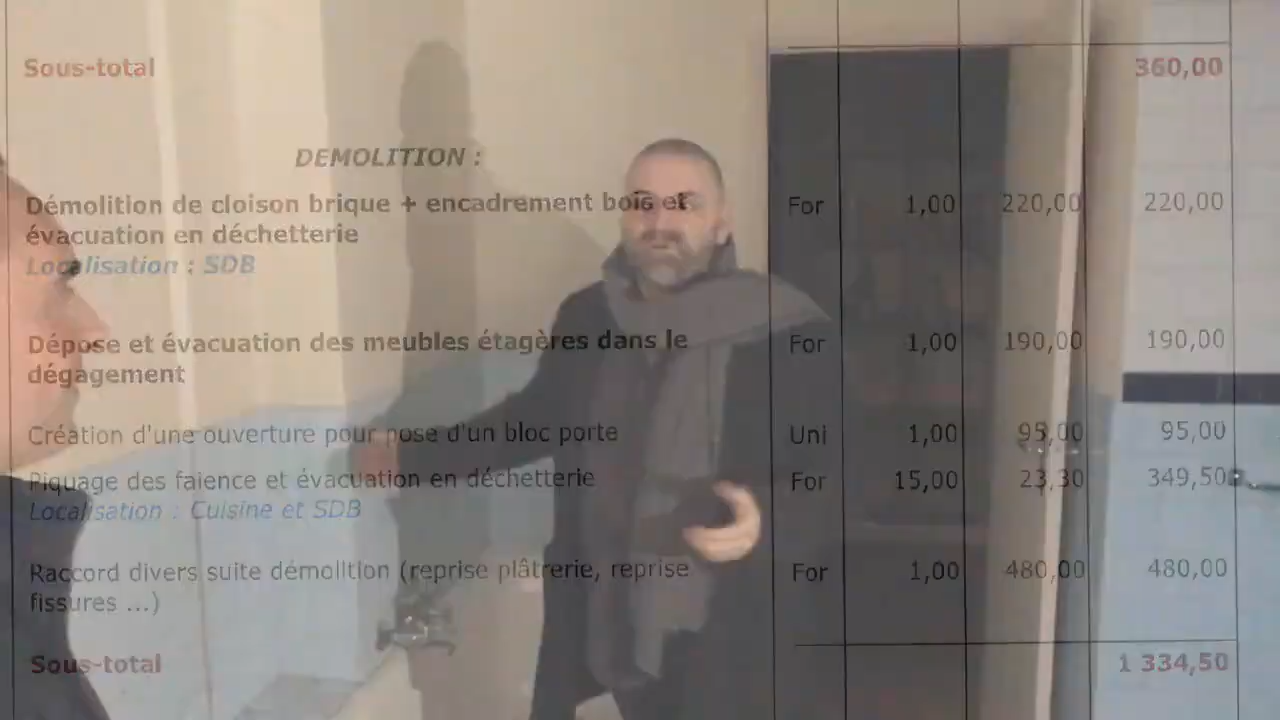 Sous-total 360,00
DEMOLITION :
Démolition de cloison brique + encadrement bois et For 1,00 220,00 220,00
évacuation en déchetterie
Localisation : SDB
Dépose et évacuation des meubles étagères dans le For 1,00 190,00 190,00
dégagement
Création d'une ouverture pour pose d'un bloc porte Uni 1,00 95,00 95,00
Piquage des faience et évacuation en déchetterie For 15,00 23,30 349,50
Localisation : Cuisine et SDB
Raccord divers suite démolition (reprise plâtrerie, reprise For 1,00 480,00 480,00
fissures ...)
Sous-total 1 334,50